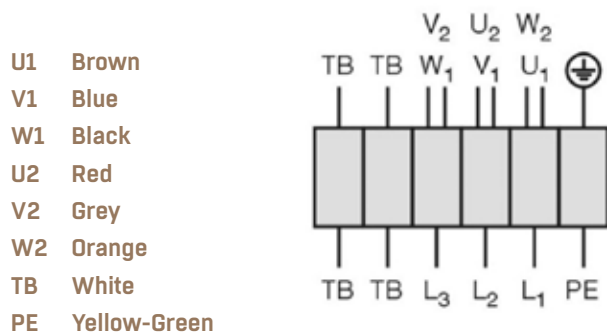 U1 Brown
V1 Blue
W1 Black
U2 Red
V2 Grey
W2 Orange
TB White
PE Yellow-Green
V2 U2 W2
TB TB W1 V1 U1
TB TB L3 L2 L1 PE